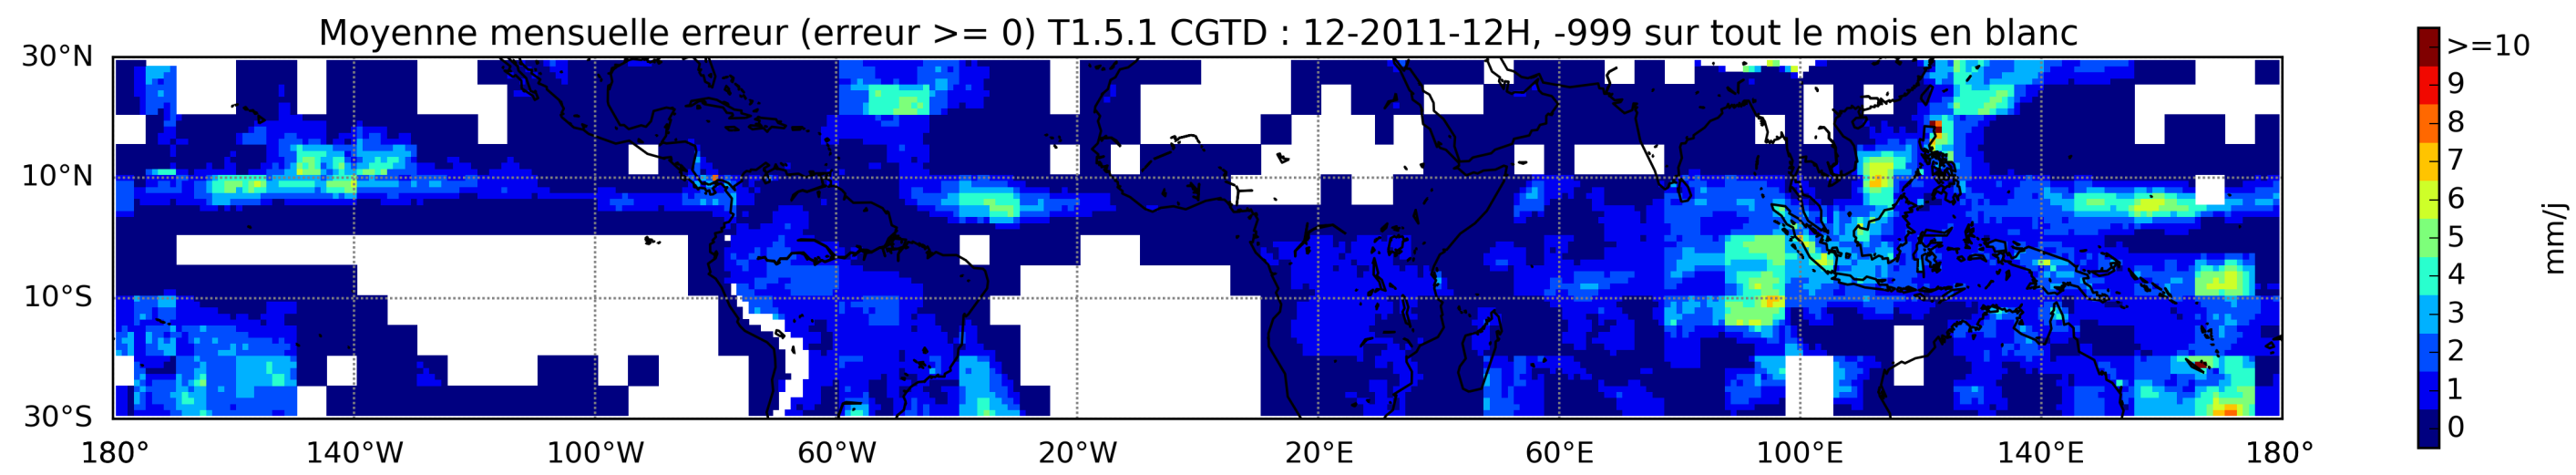 Moyenne mensuelle erreur (erreur >= 0) T1.5.1 CGTD : 12-2011-12H, -999 sur tout le mois en blanc
30°N
10°N
10°S
30°S
180° 140°W 100°W 60°W 20°W 20°E 60°E 100°E 140°E 180°
>=10
9
8
7
6
5
4
3
2
1
0
mm/j